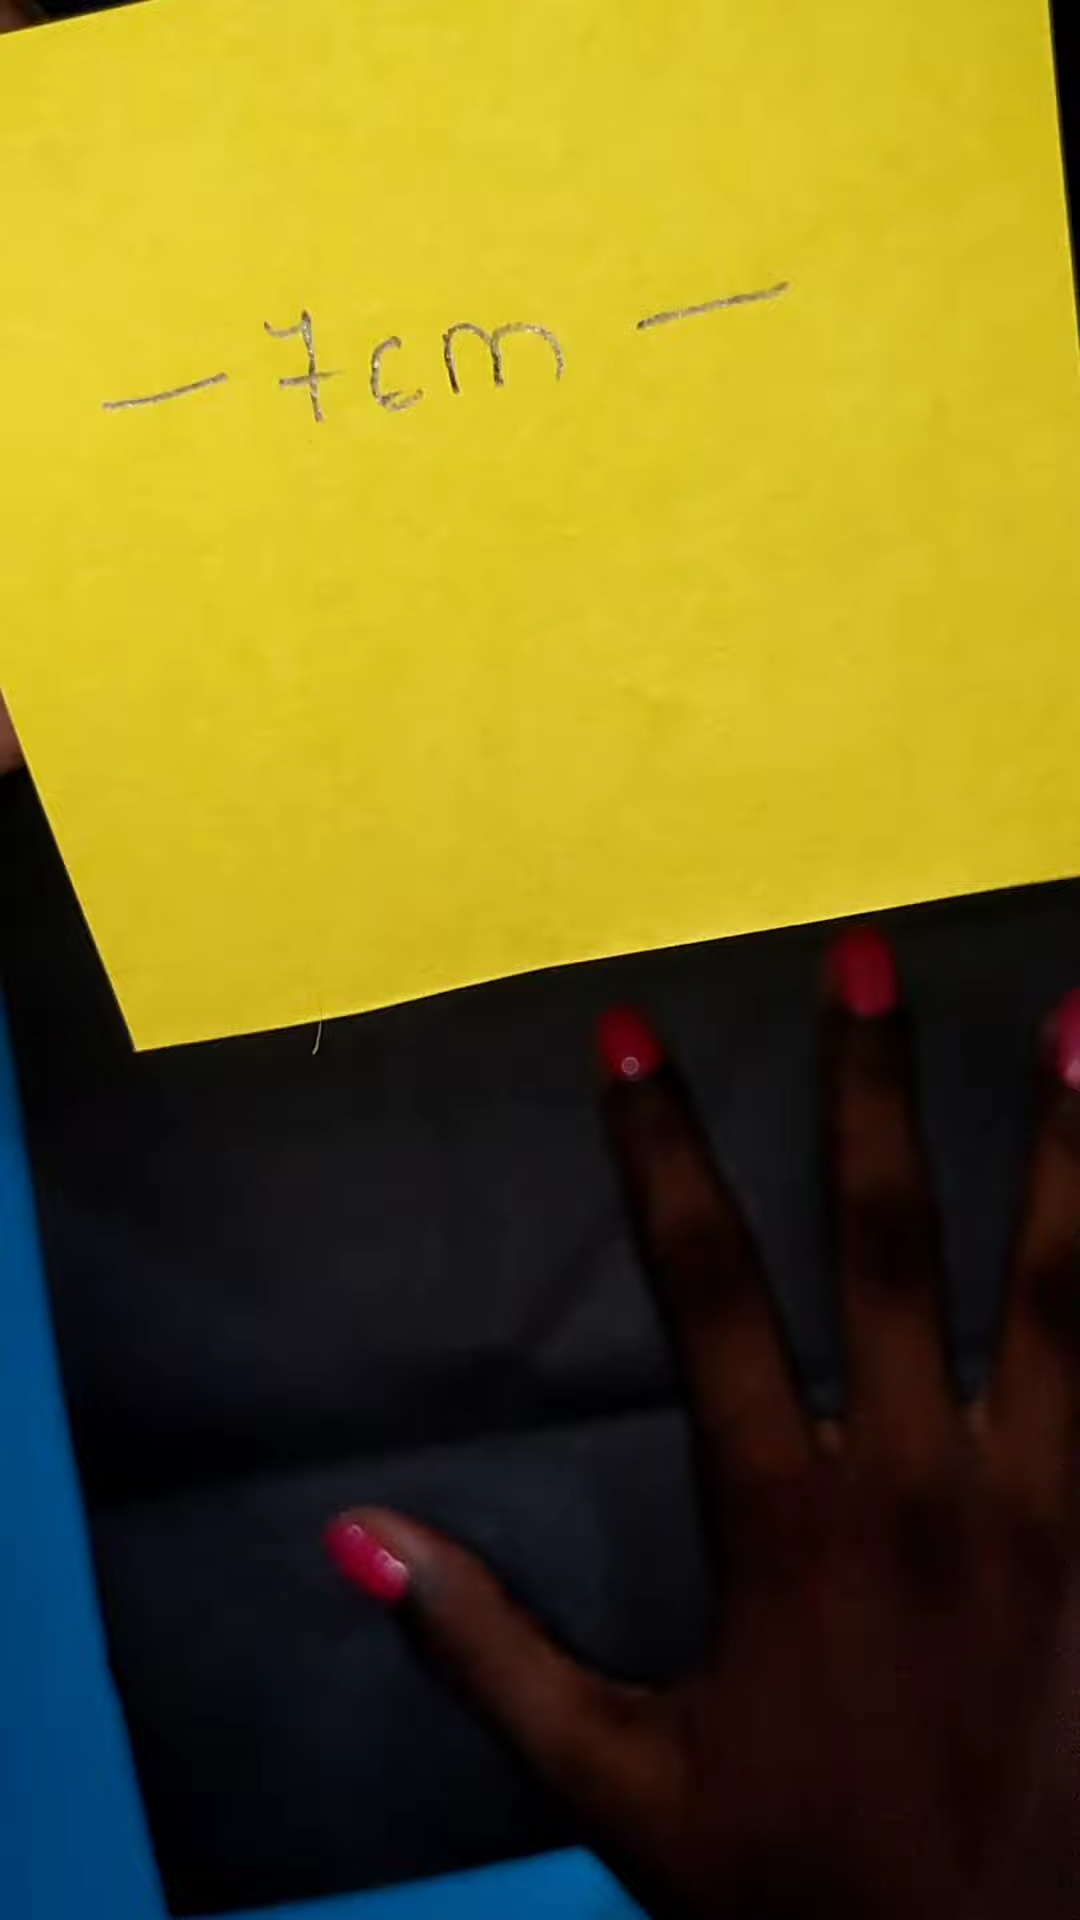 — 7cm —